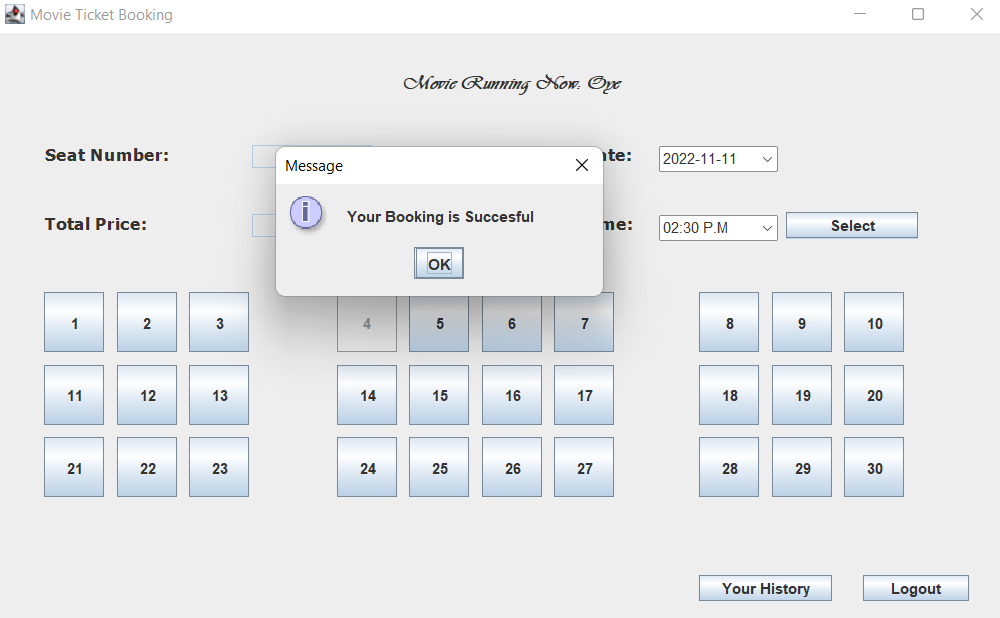 Movie Ticket Booking
Movie Running Now: Oye
Seat Number:
ate:
2022-11-11
Message
Your Booking is Succesful
OK
Total Price:
me:
02:30 P.M
Select
1 2 3 4 5 6 7 8 9 10
11 12 13 14 15 16 17 18 19 20
21 22 23 24 25 26 27 28 29 30
Your History Logout